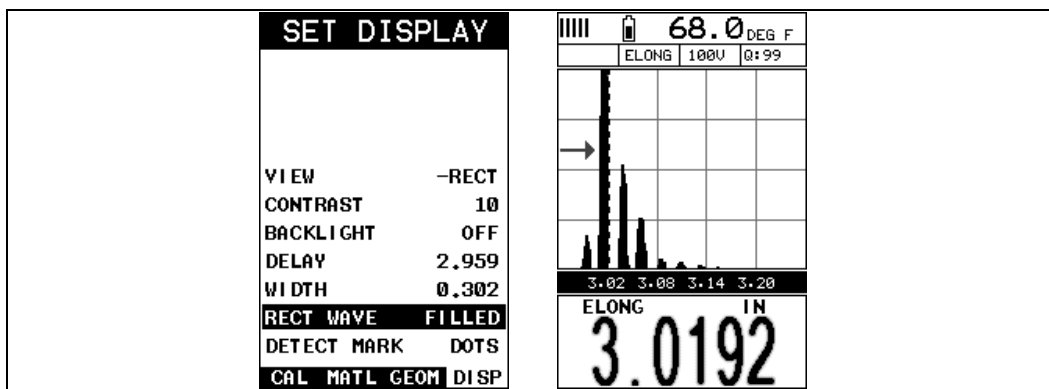 SET DISPLAY
VIEW -RECT
CONTRAST 10
BACKLIGHT OFF
DELAY 2.959
WIDTH 0.302
RECT WAVE FILLED
DETECT MARK DOTS
CAL MATL GEOM DISP
68.0 DEG F
ELONG 100V Q:99
3.02 3.08 3.14 3.20
ELONG IN
3.0192